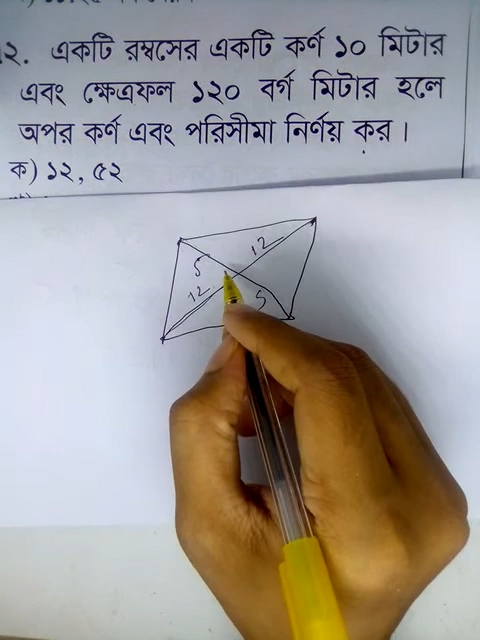 ১২. একটি রম্বসের একটি কর্ণ ১০ মিটার
এবং ক্ষেত্রফল ১২০ বর্গ মিটার হলে
অপর কর্ণ এবং পরিসীমা নির্ণয় কর।
ক) ১২, ৫২
12
5
12
5